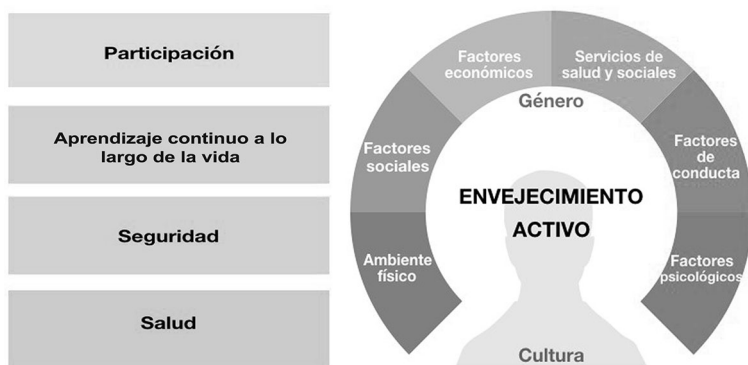 Participación
Aprendizaje continuo a lo
largo de la vida
Seguridad
Salud
Factores
económicos
Servicios de
salud y sociales
Género
Factores
sociales
Factores
de
conducta
ENVEJECIMIENTO
ACTIVO
Ambiente
físico
Factores
psicológicos
Cultura